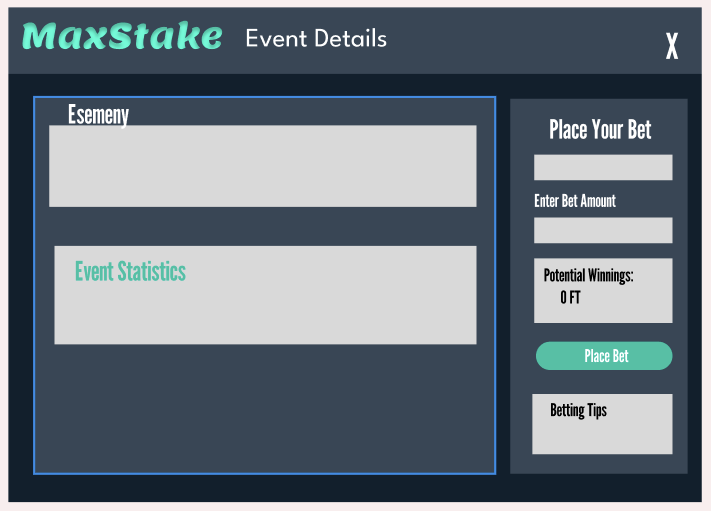 MaxStake Event Details
X
Esemeny
Event Statistics
Place Your Bet
Enter Bet Amount
Potential Winnings:
0 FT
Place Bet
Betting Tips